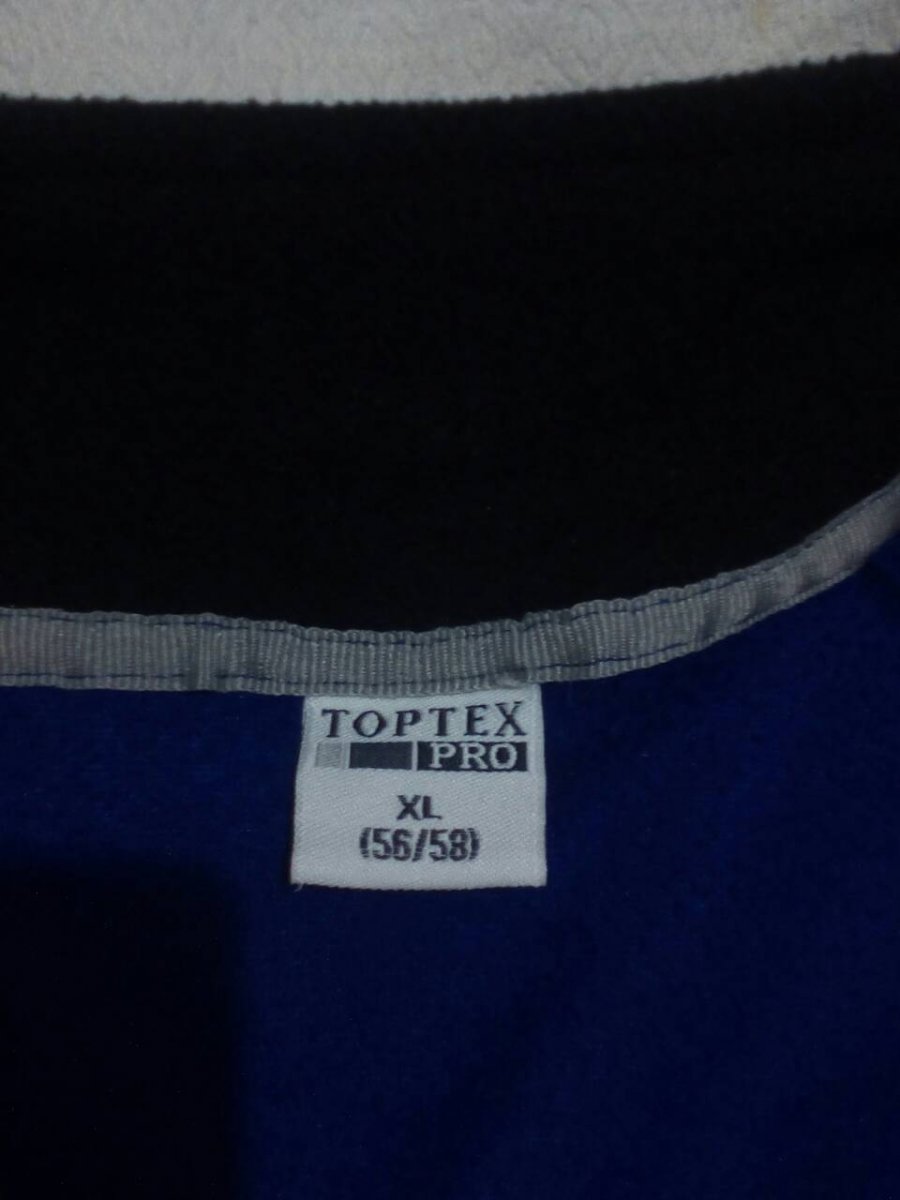 TOPTEX
PRO
XL
(56/58)